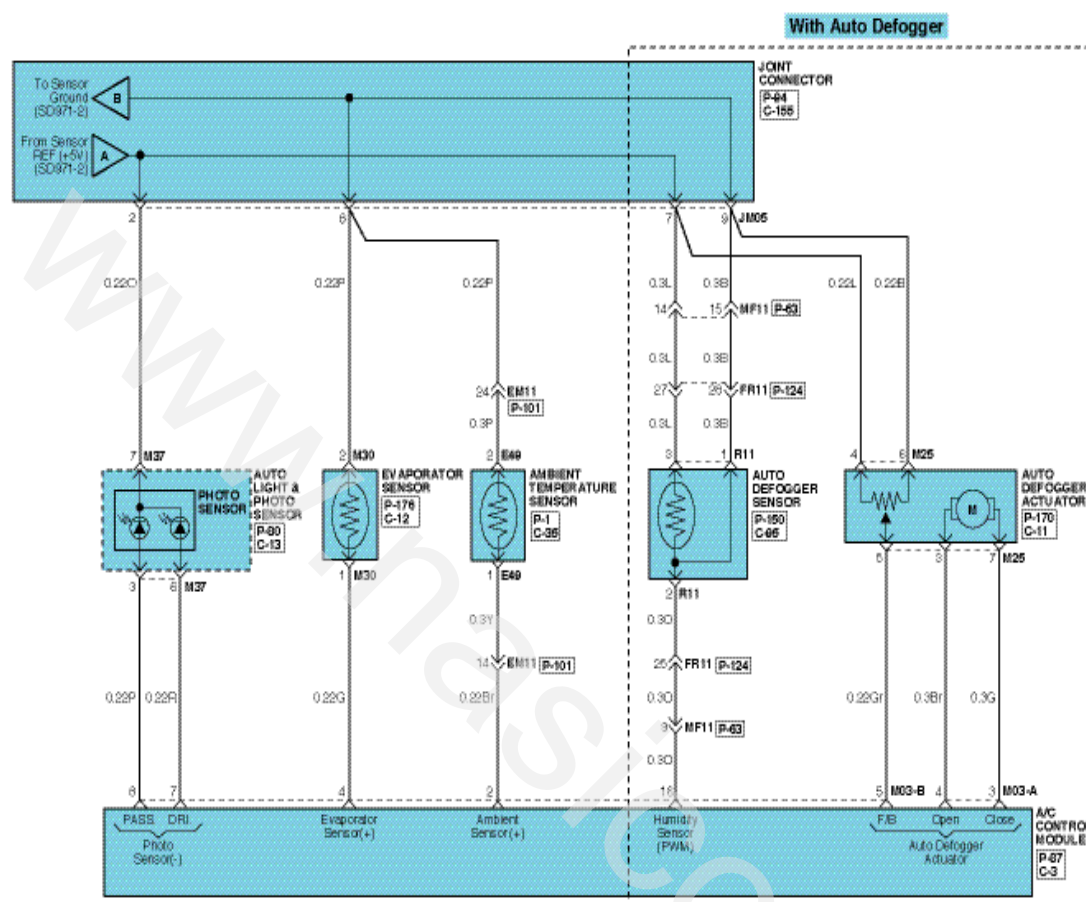 With Auto Defogger
JOINT
CONNECTOR
P-94
C-155
To Sensor
Ground
(SD971-2)
B
From Sensor
REF (+5V)
(SD971-2)
A
2
6
7
9
JM05
0.22O
0.22P
0.22P
0.3L
0.3B
0.22L
0.22B
14
15
MF11
P-63
0.3L
0.3B
24
EM11
P-101
27
26
FR11
P-124
0.3P
0.3L
0.3B
7
M37
2
M30
2
E49
3
1
R11
4
6
M25
PHOTO
SENSOR
AUTO
LIGHT &
PHOTO
SENSOR
P-80
C-13
EVAPORATOR
SENSOR
P-176
C-12
AMBIENT
TEMPERATURE
SENSOR
P-1
C-35
AUTO
DEFOGGER
SENSOR
P-150
M
AUTO
DEFOGGER
ACTUATOR
P-170
C-11
3
6
M37
1
M30
1
E49
2
R11
3
7
M25
0.3Y
0.3O
14
EM11
P-101
25
FR11
P-124
0.22P
0.22R
0.22G
0.22Br
0.3O
0.22Gr
0.3Br
0.3G
9
MF11
P-63
0.3O
6
7
4
2
16
5
M03-B
4
3
M03-A
PASS.
DRI.
Photo
Sensor(-)
Evaporator
Sensor(+)
Ambient
Sensor(+)
Humidity
Sensor
(PWM)
F/B
Open
Close
Auto Defogger
Actuator
A/C
CONTRO
MODULE
P-87
C-3